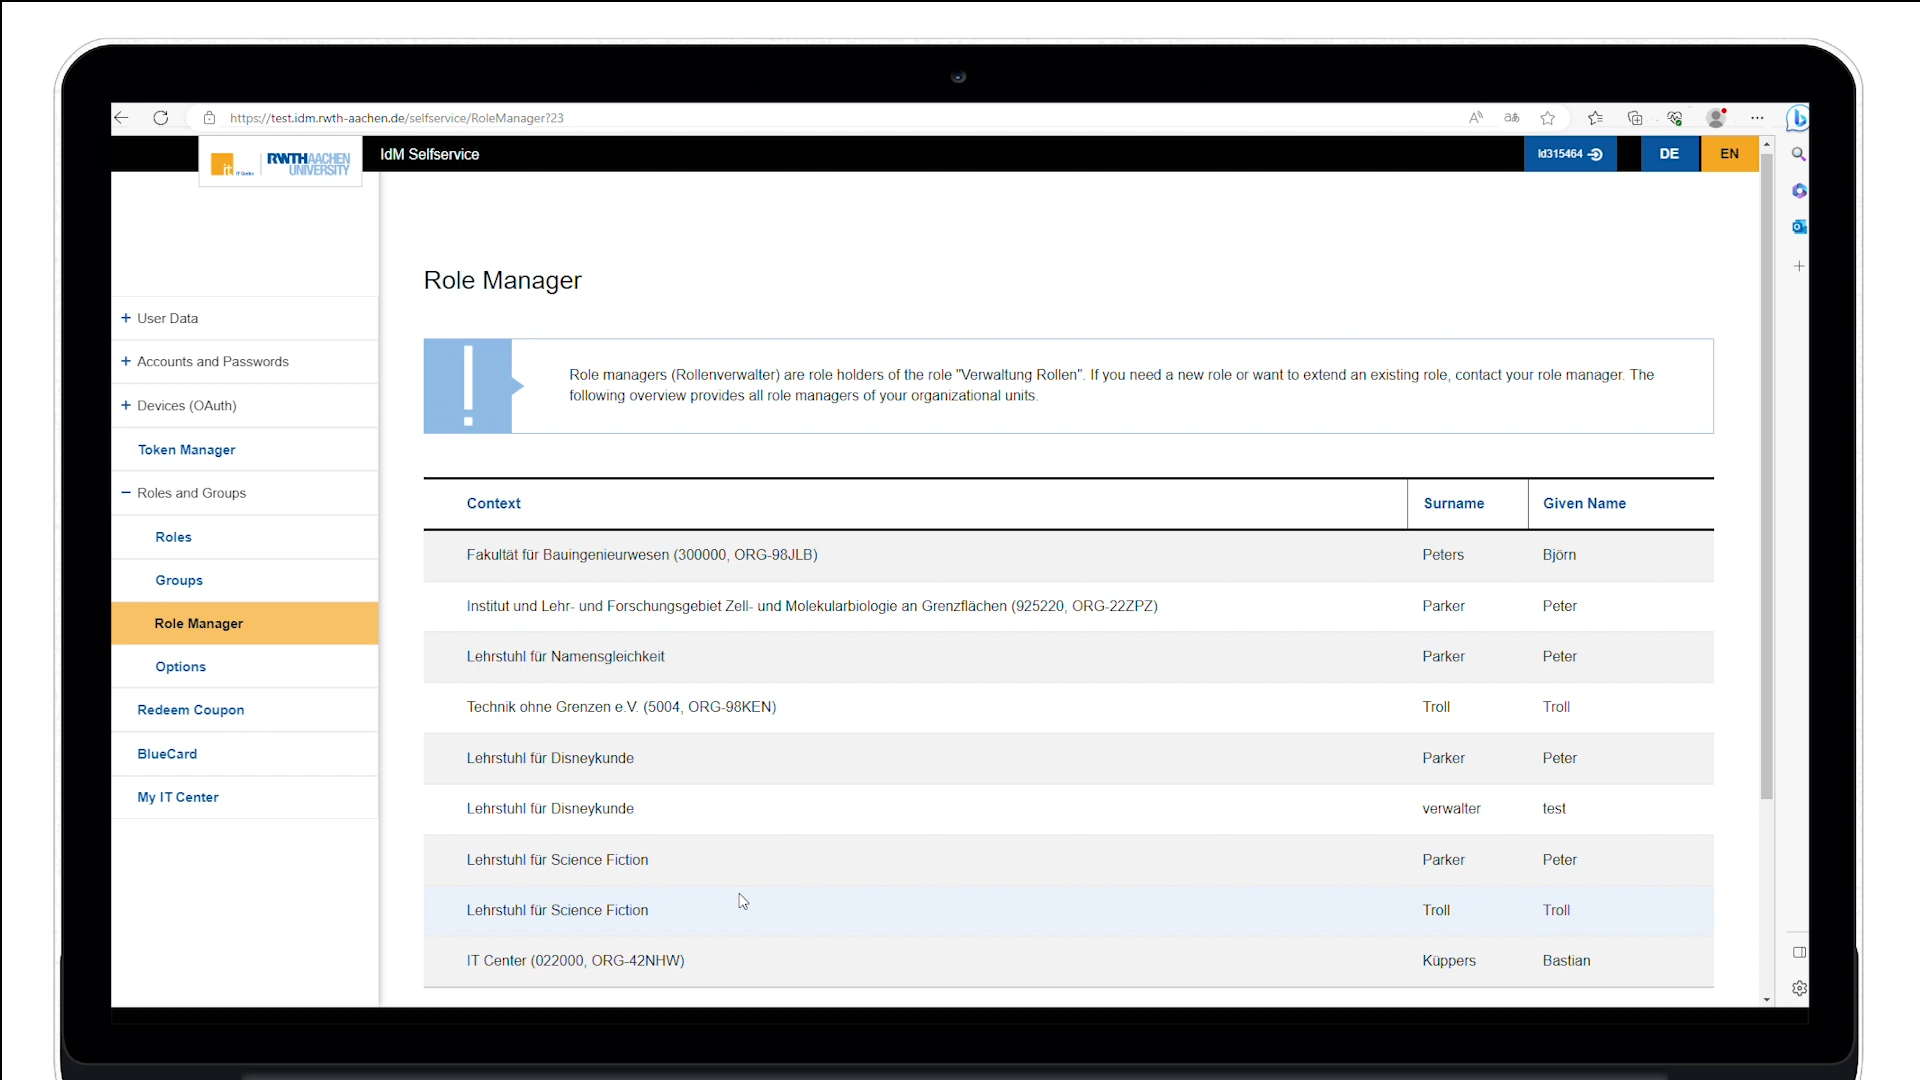 https://test.idm.rwth-aachen.de/selfservice/RoleManager?23
it IT Center
RWTHAACHEN
UNIVERSITY
IdM Selfservice
ld315464
DE
EN
Role Manager
+ User Data
+ Accounts and Passwords
+ Devices (OAuth)
Token Manager
− Roles and Groups
Roles
Groups
Role Manager
Options
Redeem Coupon
BlueCard
My IT Center
!
Role managers (Rollenverwalter) are role holders of the role "Verwaltung Rollen". If you need a new role or want to extend an existing role, contact your role manager. The
following overview provides all role managers of your organizational units.
Context Surname Given Name
Fakultät für Bauingenieurwesen (300000, ORG-98JLB) Peters Björn
Institut und Lehr- und Forschungsgebiet Zell- und Molekularbiologie an Grenzflächen (925220, ORG-22ZPZ) Parker Peter
Lehrstuhl für Namensgleichkeit Parker Peter
Technik ohne Grenzen e.V. (5004, ORG-98KEN) Troll Troll
Lehrstuhl für Disneykunde Parker Peter
Lehrstuhl für Disneykunde verwalter test
Lehrstuhl für Science Fiction Parker Peter
Lehrstuhl für Science Fiction Troll Troll
IT Center (022000, ORG-42NHW) Küppers Bastian